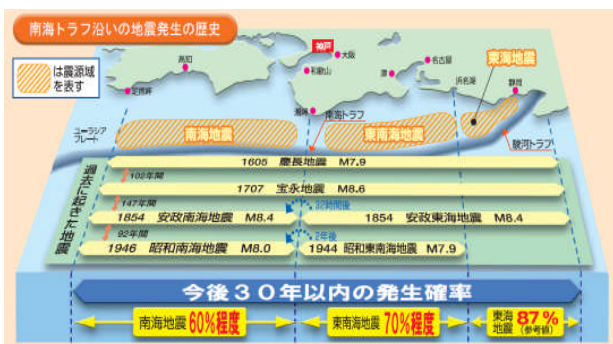 南海トラフ沿いの地震発生の歴史
は震源域
を表す
神戸
大阪
高知
和歌山
津
名古屋
浜名湖
静岡
東海地震
足摺岬
潮岬
南海トラフ
ユーラシア
プレート
南海地震
東南海地震
駿河トラフ
過去に起きた地震
1605 慶長地震 M7.9
102年間
1707 宝永地震 M8.6
147年間
32時間後
1854 安政南海地震 M8.4
1854 安政東海地震 M8.4
92年間
2年後
1946 昭和南海地震 M8.0
1944 昭和東南海地震 M7.9
今後30年以内の発生確率
南海地震60%程度
東南海地震70%程度
東海
地震
87%
(参考値)